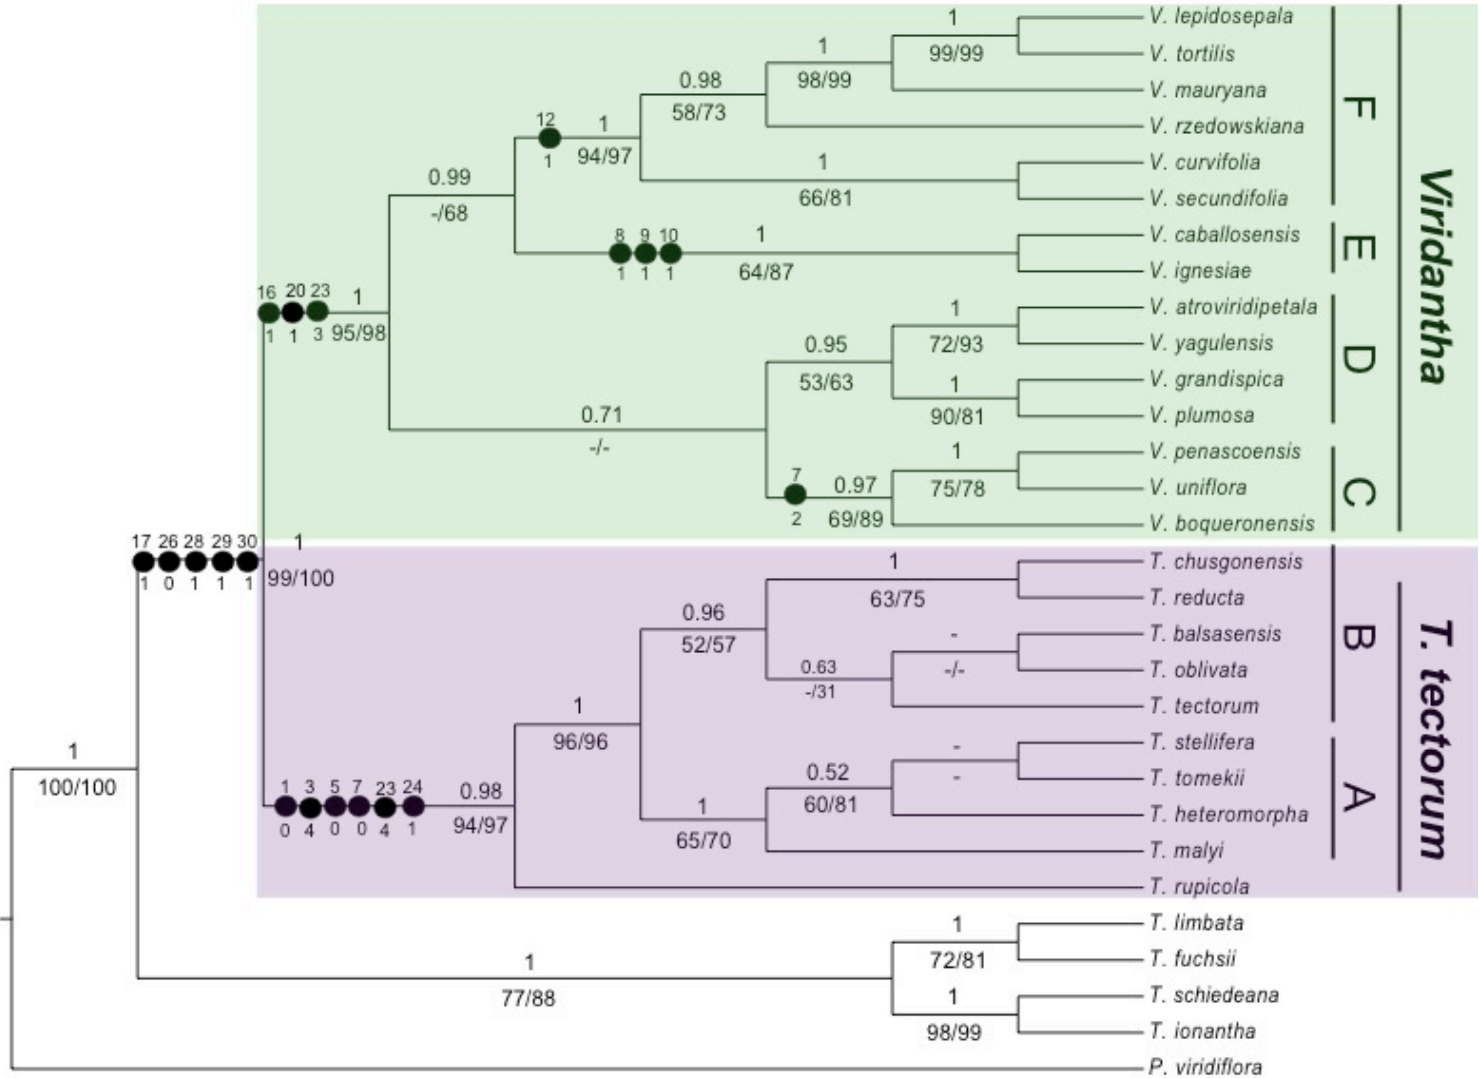 1
V. lepidosepala
99/99
V. tortilis
1
98/99
V. mauryana
0.98
58/73
V. rzedowskiana
12
1
1
94/97
1
V. curvifolia
66/81
V. secundifolia
F
0.99
-/68
8 9 10
1 1 1
1
64/87
V. caballosensis
V. ignesiae
E
Viridantha
16 20 23
1 1 3
1
95/98
1
V. atroviridipetala
72/93
V. yagulensis
0.95
53/63
1
V. grandispica
90/81
V. plumosa
D
0.71
-/-
7
2
0.97
69/89
1
V. penascoensis
75/78
V. uniflora
V. boqueronensis
C
17 26 28 29 30
1 0 1 1 1
1
99/100
1
T. chusgonensis
63/75
T. reducta
0.96
52/57
-
T. balsasensis
-/-
T. oblivata
0.63
-/31
T. tectorum
B
T. tectorum
1
96/96
-
T. stellifera
-
T. tomekii
0.52
60/81
T. heteromorpha
1
65/70
T. malyi
A
1 3 5 7 23 24
0 4 0 0 4 1
0.98
94/97
T. rupicola
1
100/100
1
T. limbata
72/81
T. fuchsii
1
77/88
1
T. schiedeana
98/99
T. ionantha
P. viridiflora